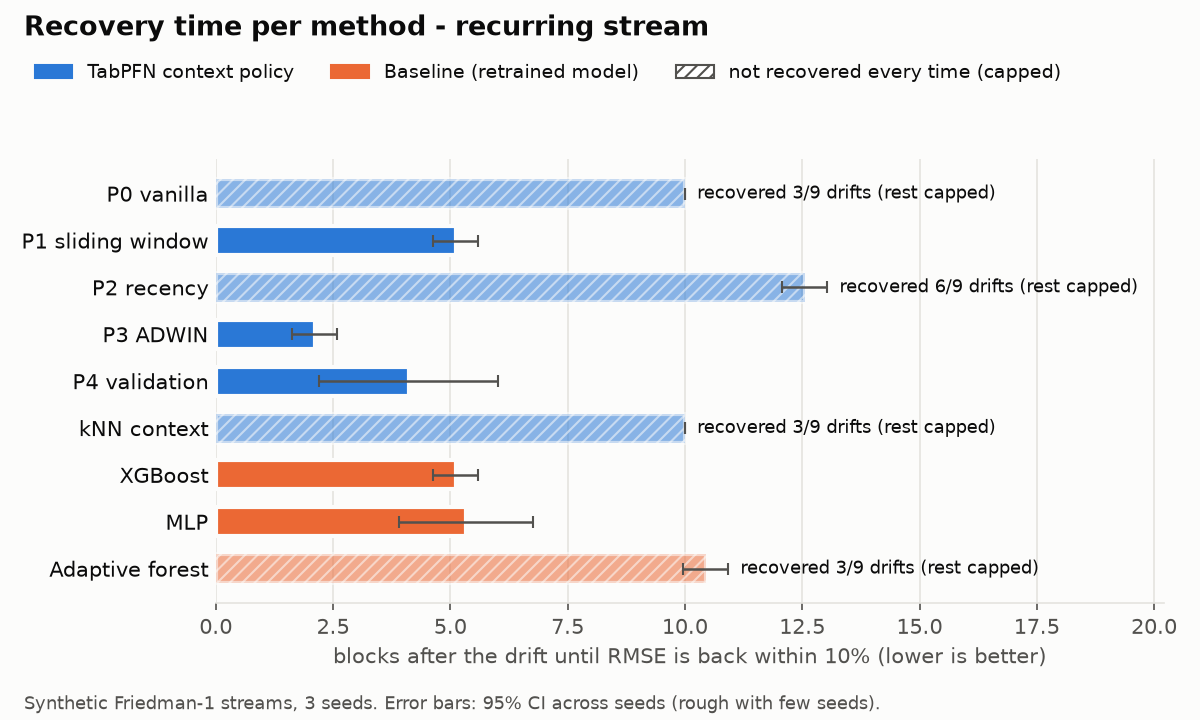 Recovery time per method - recurring stream
TabPFN context policy
Baseline (retrained model)
not recovered every time (capped)
P0 vanilla
recovered 3/9 drifts (rest capped)
P1 sliding window
P2 recency
recovered 6/9 drifts (rest capped)
P3 ADWIN
P4 validation
kNN context
recovered 3/9 drifts (rest capped)
XGBoost
MLP
Adaptive forest
recovered 3/9 drifts (rest capped)
0.0 2.5 5.0 7.5 10.0 12.5 15.0 17.5 20.0
blocks after the drift until RMSE is back within 10% (lower is better)
Synthetic Friedman-1 streams, 3 seeds. Error bars: 95% CI across seeds (rough with few seeds).